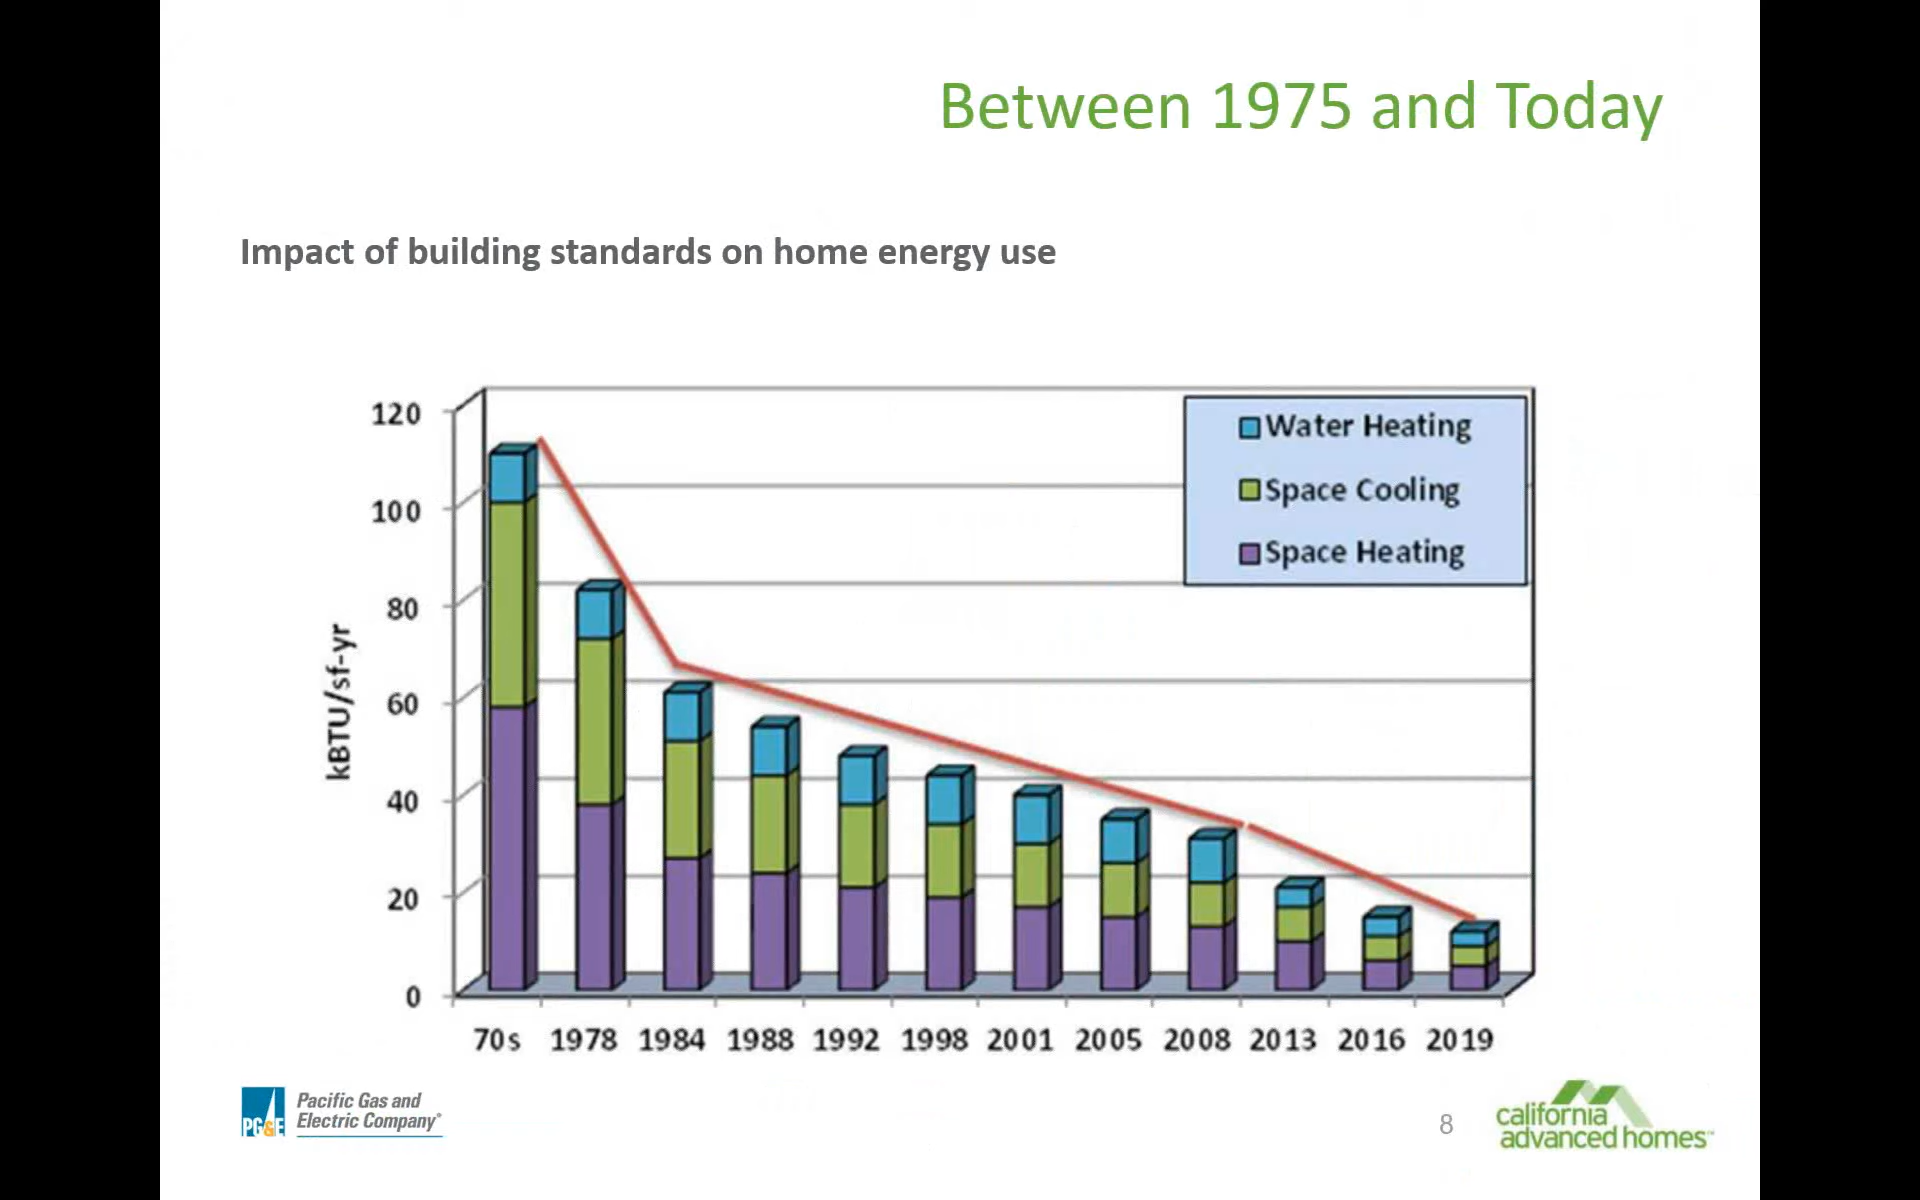 Between 1975 and Today
Impact of building standards on home energy use
Water Heating
Space Cooling
Space Heating
kBTU/sf-yr
120
100
80
60
40
20
0
70s 1978 1984 1988 1992 1998 2001 2005 2008 2013 2016 2019
PG&E
Pacific Gas and
Electric Company®
8
california
advanced homes™